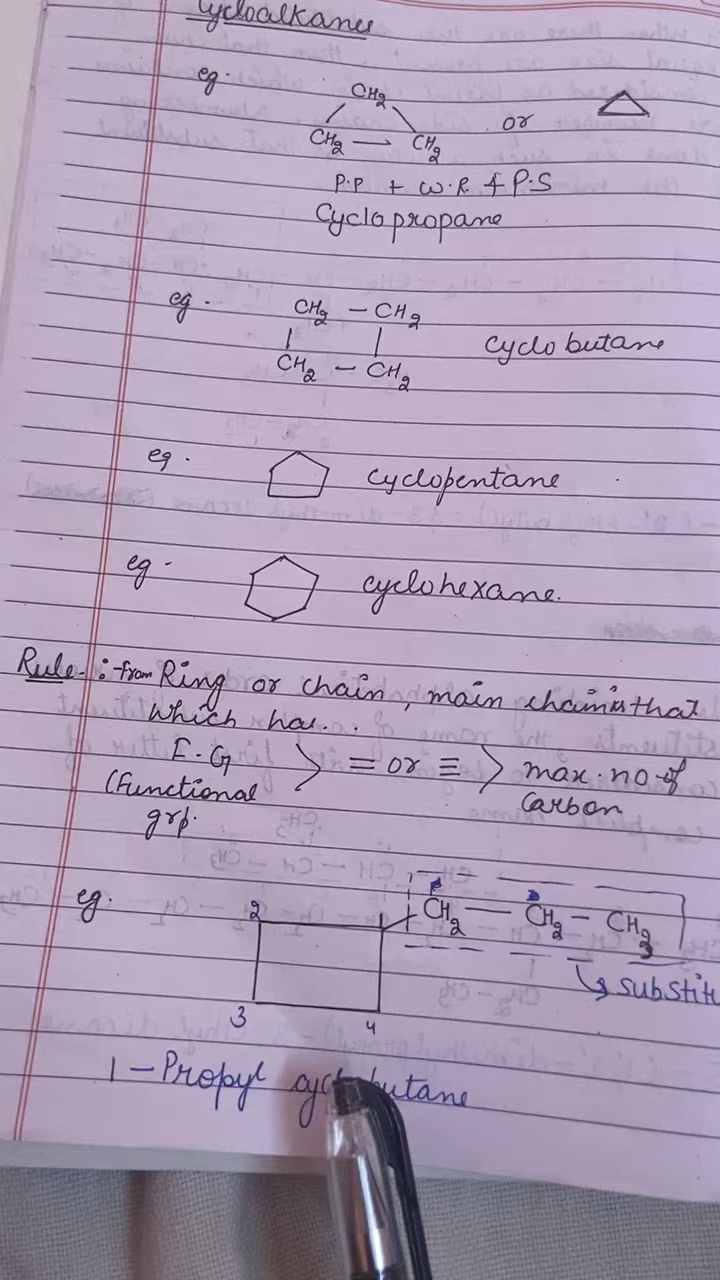 Cycloalkanes
eg. CH2
CH2 — CH2 or
P.P + W.R + P.S
Cyclopropane
eg. CH2 — CH2
CH2 — CH2 Cyclobutane
eg. Cyclopentane
eg. Cyclohexane.
Rule.: from Ring or chain, main chain is that
which has..
F.G > = or ≡ > max. no of
(Functional carbon
grp.
eg. 2 1 CH2 — CH2 — CH3
3 4 substitu
1-Propyl cyclobutane